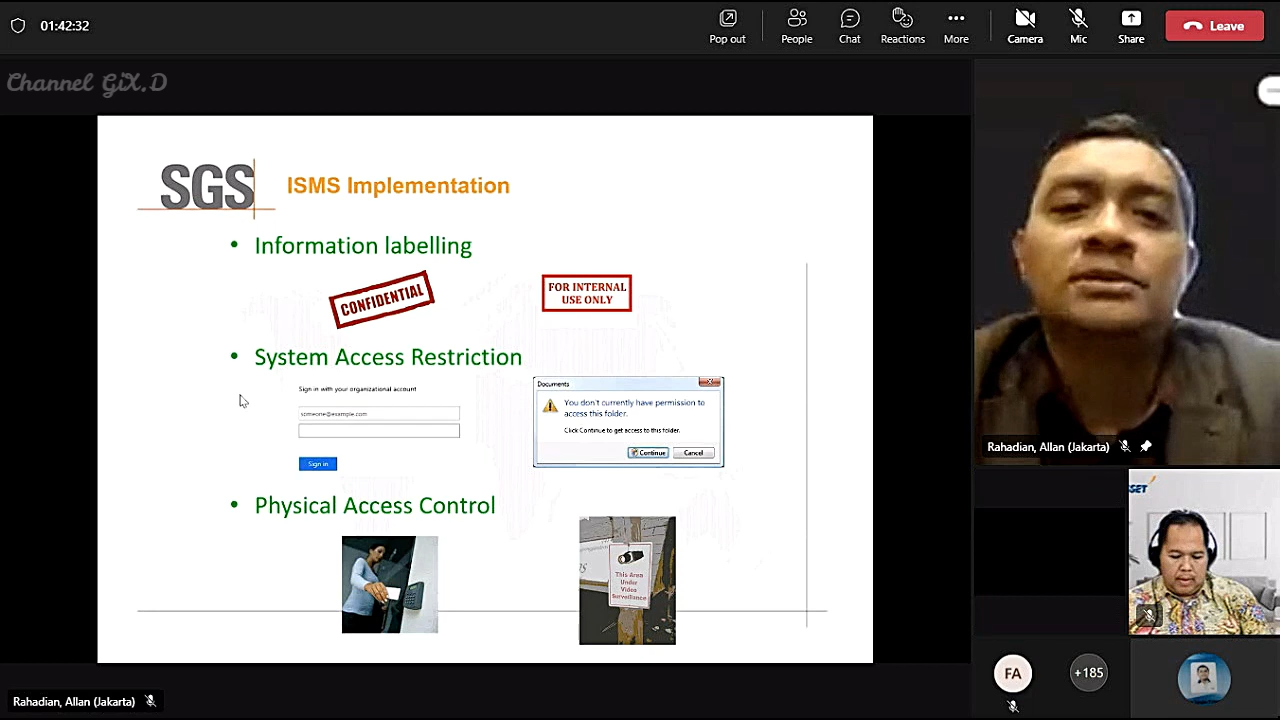 01:42:32
Pop out
People
Chat
Reactions
More
Camera
Mic
Share
Leave
Channel GiX.D
SGS
ISMS Implementation
• Information labelling
CONFIDENTIAL
FOR INTERNAL
USE ONLY
• System Access Restriction
Sign in with your organizational account
someone@example.com
Sign in
Documents
You don't currently have permission to
access this folder.
Click Continue to get access to this folder.
Continue
Cancel
• Physical Access Control
This Area
Under
Video
Surveillance
Rahadian, Allan (Jakarta)
SET
FA
+185
Rahadian, Allan (Jakarta)